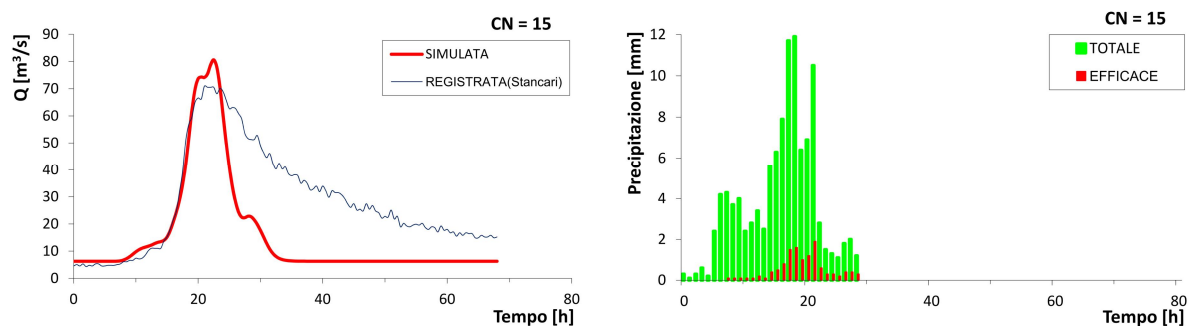 CN = 15
Q [m³/s]
90
80
70
60
50
40
30
20
10
0
SIMULATA
REGISTRATA(Stancari)
0
20
40
60
80
Tempo [h]
CN = 15
Precipitazione [mm]
12
10
8
6
4
2
0
TOTALE
EFFICACE
0
20
40
60
80
Tempo [h]